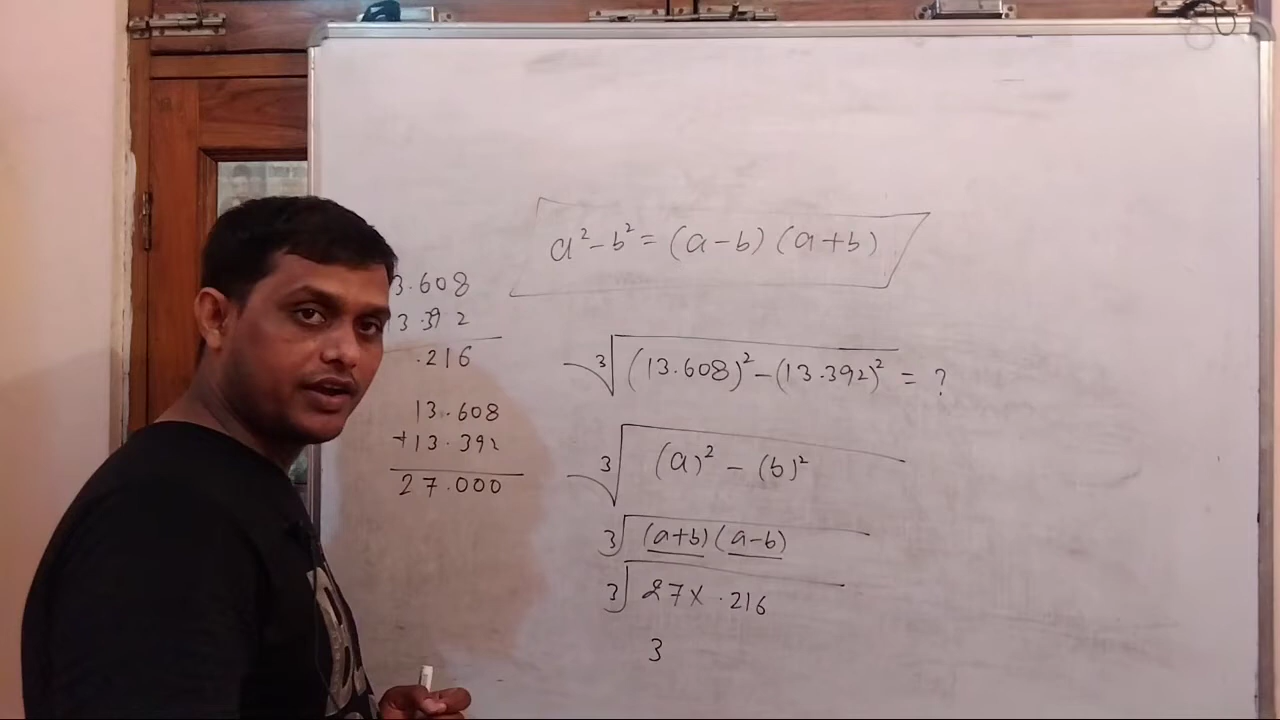 a² – b² = (a – b) (a + b)
3.608
3.392
.216
13.608
+13.392
27.000
∛(13.608)² – (13.392)² = ?
∛(a)² – (b)²
∛(a+b)(a–b)
∛27 × .216
3